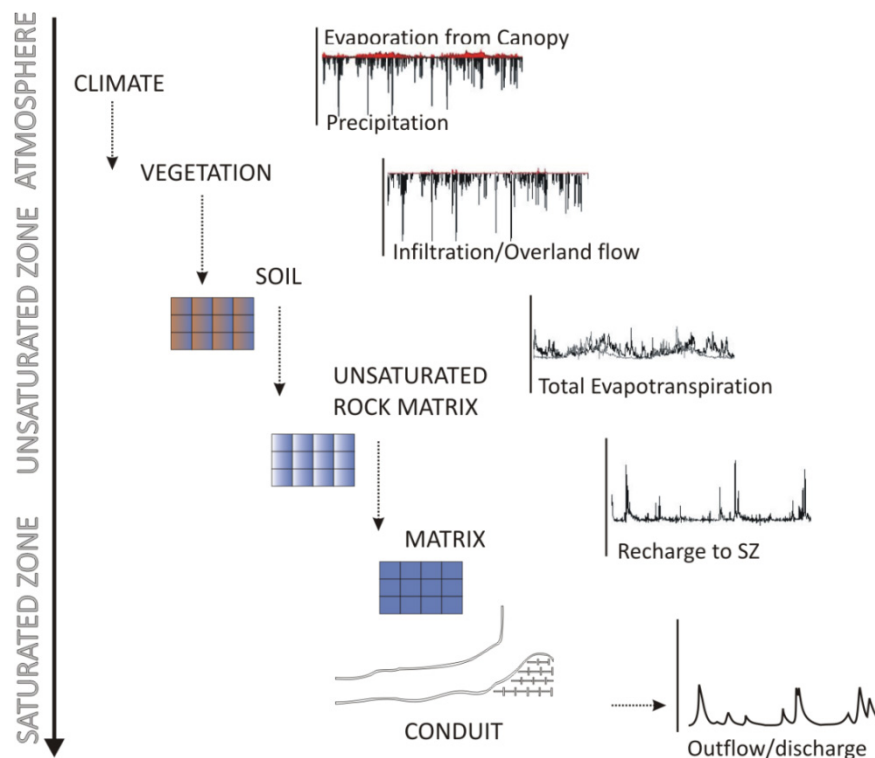 ATMOSPHERE
UNSATURATED ZONE
SATURATED ZONE
Evaporation from Canopy
CLIMATE
Precipitation
VEGETATION
Infiltration/Overland flow
SOIL
UNSATURATED
ROCK MATRIX
Total Evapotranspiration
MATRIX
Recharge to SZ
CONDUIT
Outflow/discharge